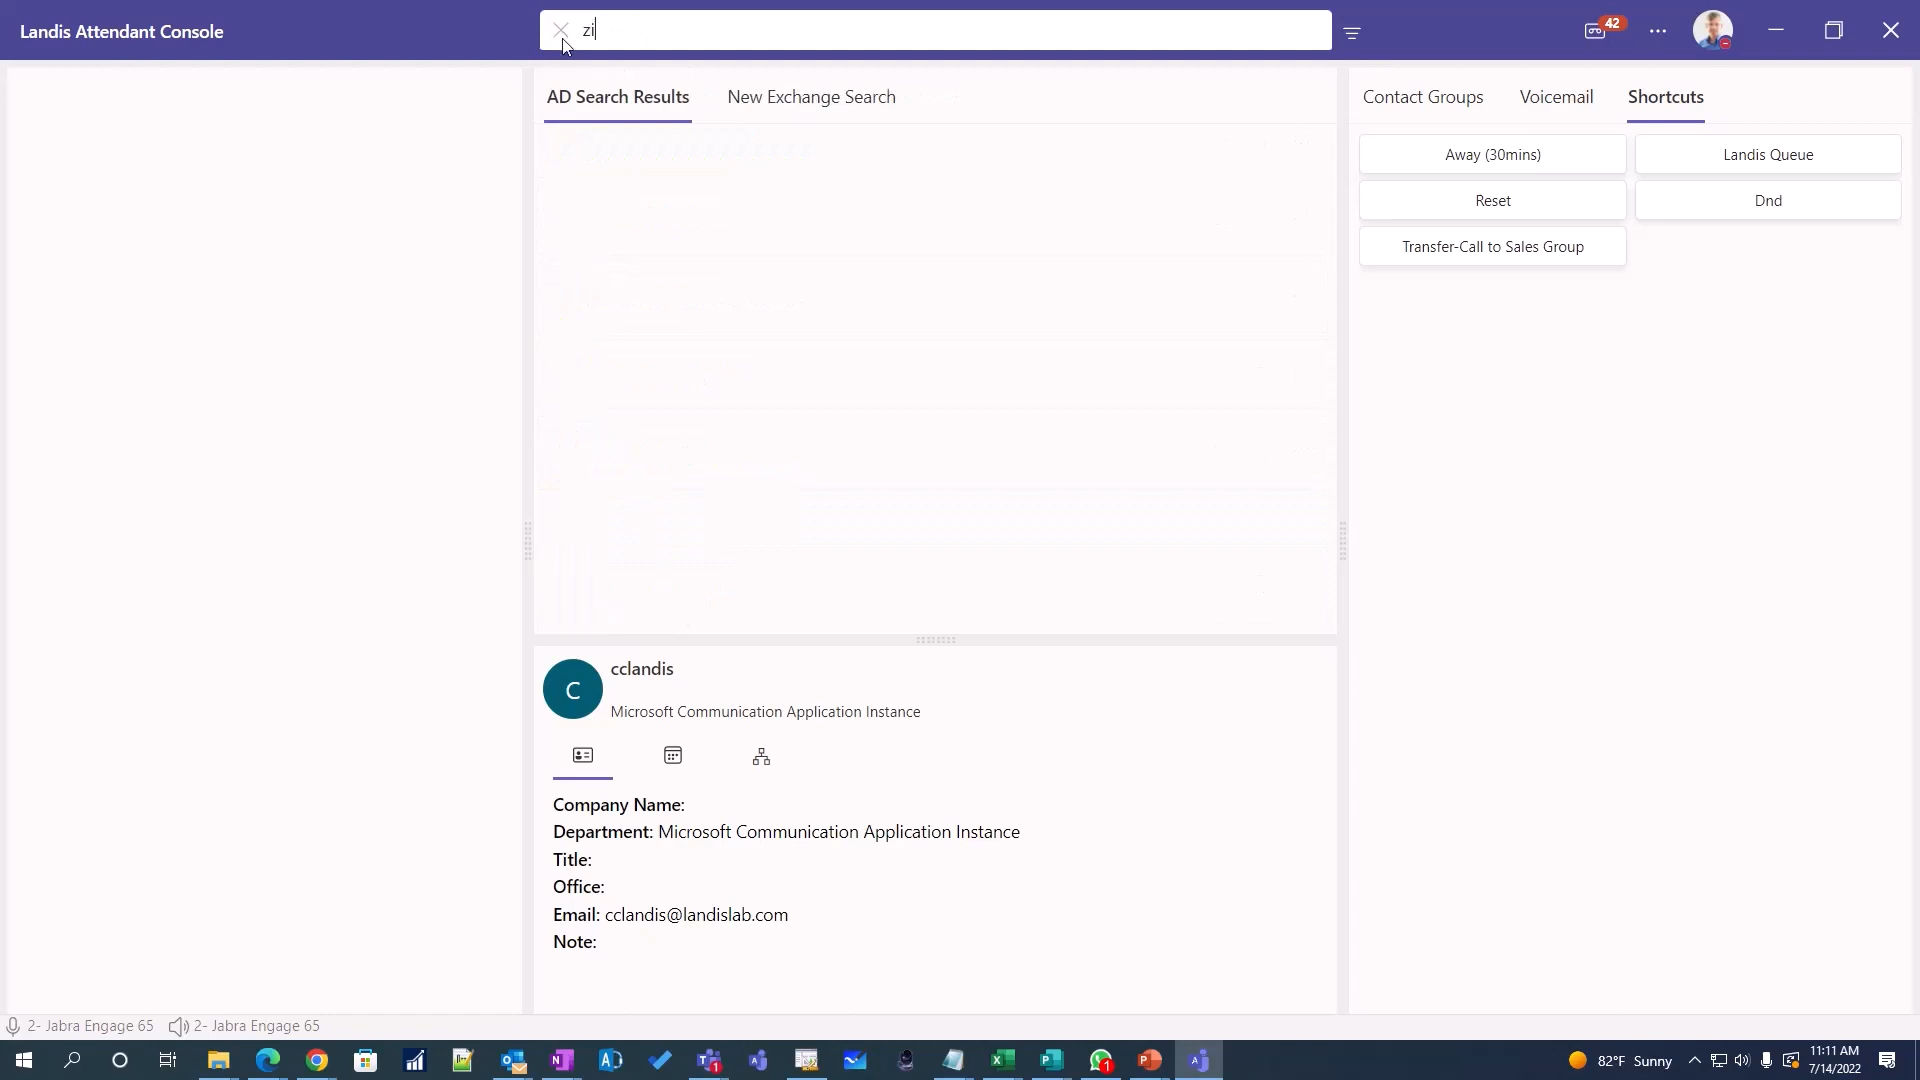 Landis Attendant Console
zi
42
AD Search Results
New Exchange Search
Contact Groups
Voicemail
Shortcuts
Away (30mins)
Landis Queue
Reset
Dnd
Transfer-Call to Sales Group
C
cclandis
Microsoft Communication Application Instance
Company Name:
Department: Microsoft Communication Application Instance
Title:
Office:
Email: cclandis@landislab.com
Note:
2- Jabra Engage 65
2- Jabra Engage 65
1
1
82°F Sunny
11:11 AM
7/14/2022